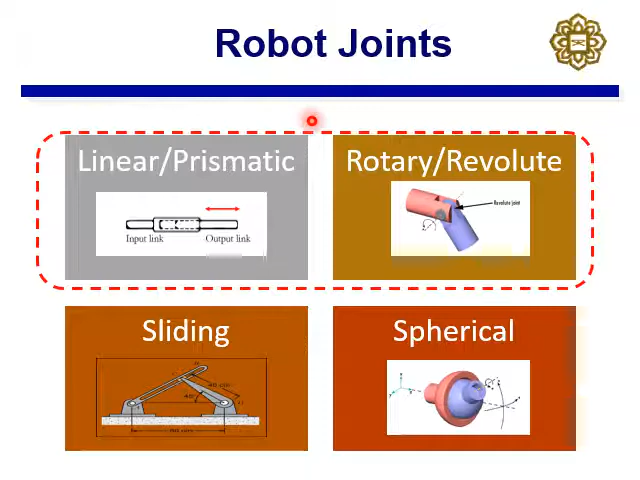 Robot Joints
Linear/Prismatic
Input link
Output link
Rotary/Revolute
Revolute joint
Sliding
Spherical